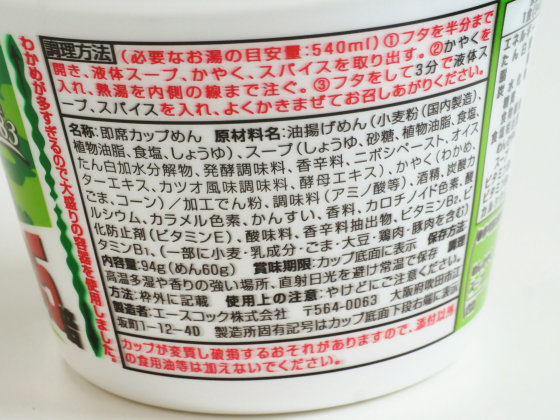 調理方法
(必要なお湯の目安量:540ml)①フタを半分まで
開き、液体スープ、かやく、スパイスを取り出す。②かやくを
入れ、熱湯を内側の線まで注ぐ。③フタをして3分で液体ス
ープ、スパイスを入れ、よくかきまぜてお召しあがりください。
名称:即席カップめん 原材料名:油揚げめん(小麦粉(国内製造)、
植物油脂、食塩、しょうゆ)、スープ(しょうゆ、砂糖、植物油脂、食塩、
たん白加水分解物、発酵調味料、香辛料、ニボシペースト、オイス
ターエキス、カツオ風味調味料、酵母エキス)、かやく(わかめ、
ごま、コーン)/加工でん粉、調味料(アミノ酸等)、酒精、炭酸カ
ルシウム、カラメル色素、かんすい、香料、カロチノイド色素、酸
化防止剤(ビタミンE)、酸味料、香辛料抽出物、ビタミンB₂、ビ
タミンB₁、(一部に小麦・乳成分・ごま・大豆・鶏肉・豚肉を含む)
内容量:94g(めん60g) 賞味期限:カップ底面に表示 保存方法:
高温多湿や香りの強い場所、直射日光を避け常温で保存 調理
方法:枠外に記載 使用上の注意:やけどにご注意ください。
製造者:エースコック株式会社 〒564-0063 大阪府吹田市江
坂町1-12-40 製造所固有記号はカップ底面下段右端に表示
カップが変質し破損するおそれがありますので、添付以外
の食用油等は加えないでください。
わかめが多すぎるので大盛りの容器を使用しました。